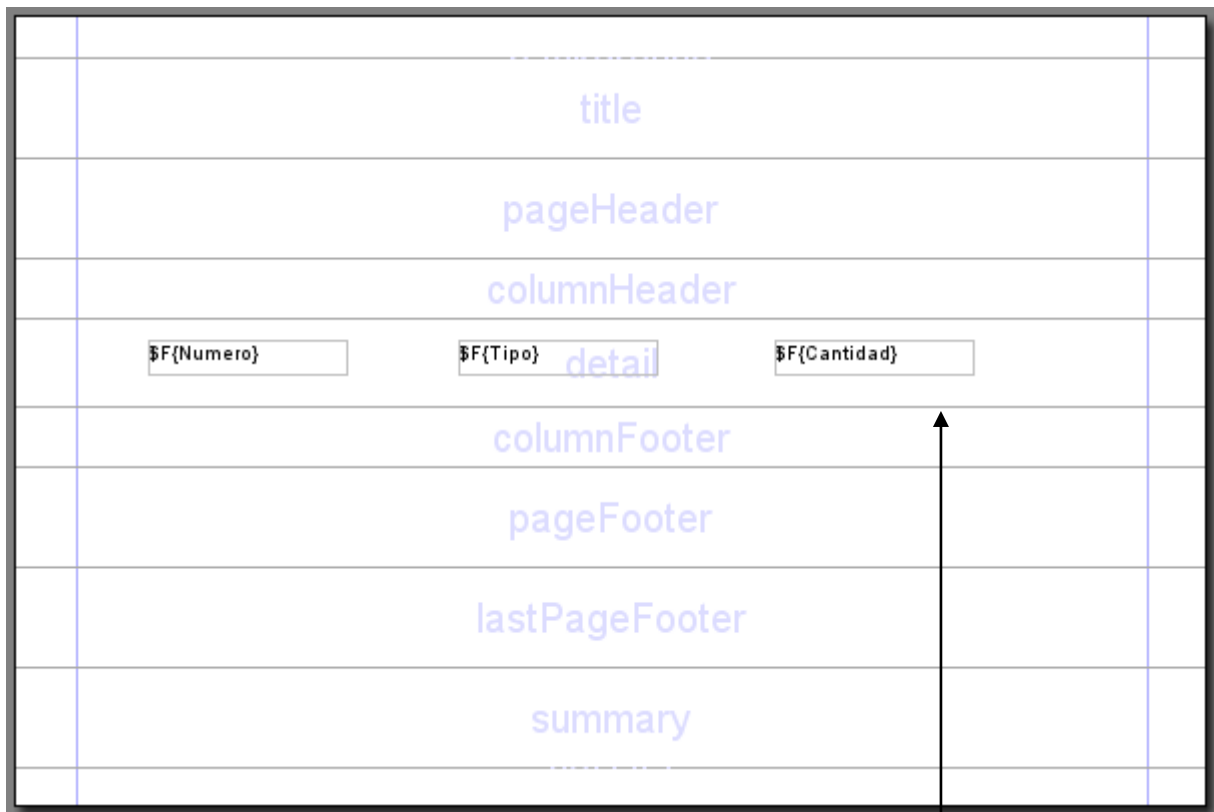 title
pageHeader
columnHeader
$F{Numero} $F{Tipo} $F{Cantidad}
detail
columnFooter
pageFooter
lastPageFooter
summary